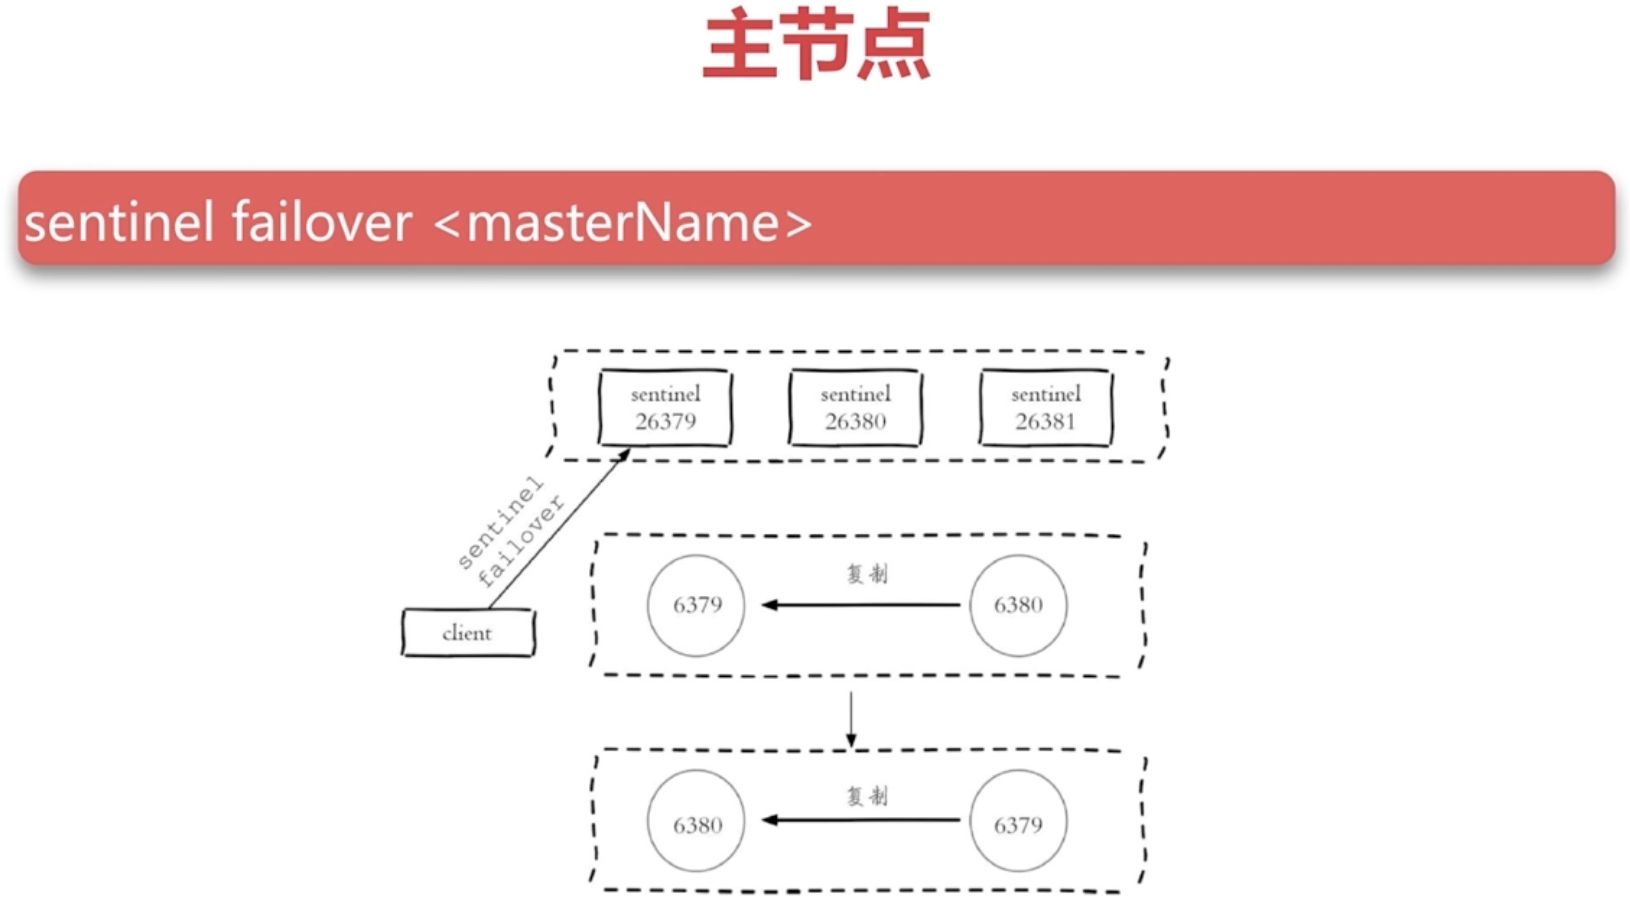 主节点
sentinel failover <masterName>
sentinel
26379
sentinel
26380
sentinel
26381
sentinel
failover
client
6379
复制
6380
6380
复制
6379